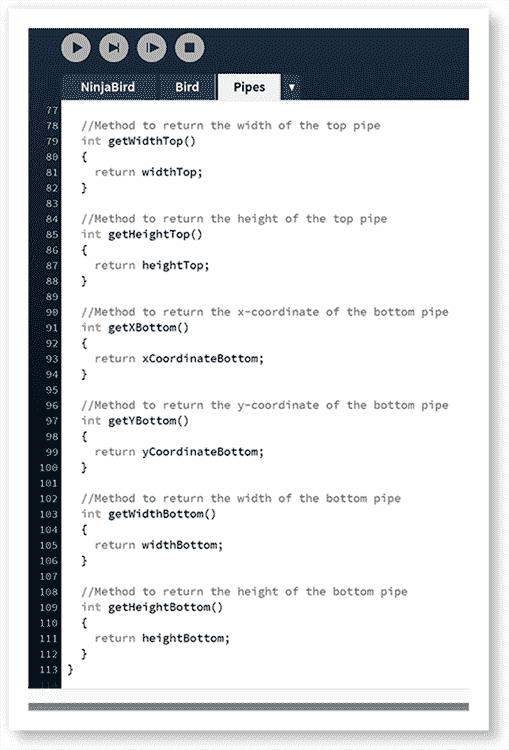 NinjaBird Bird Pipes ▼
77
78 //Method to return the width of the top pipe
79 int getWidthTop()
80 {
81 return widthTop;
82 }
83
84 //Method to return the height of the top pipe
85 int getHeightTop()
86 {
87 return heightTop;
88 }
89
90 //Method to return the x-coordinate of the bottom pipe
91 int getXBottom()
92 {
93 return xCoordinateBottom;
94 }
95
96 //Method to return the y-coordinate of the bottom pipe
97 int getYBottom()
98 {
99 return yCoordinateBottom;
100 }
101
102 //Method to return the width of the bottom pipe
103 int getWidthBottom()
104 {
105 return widthBottom;
106 }
107
108 //Method to return the height of the bottom pipe
109 int getHeightBottom()
110 {
111 return heightBottom;
112 }
113 }